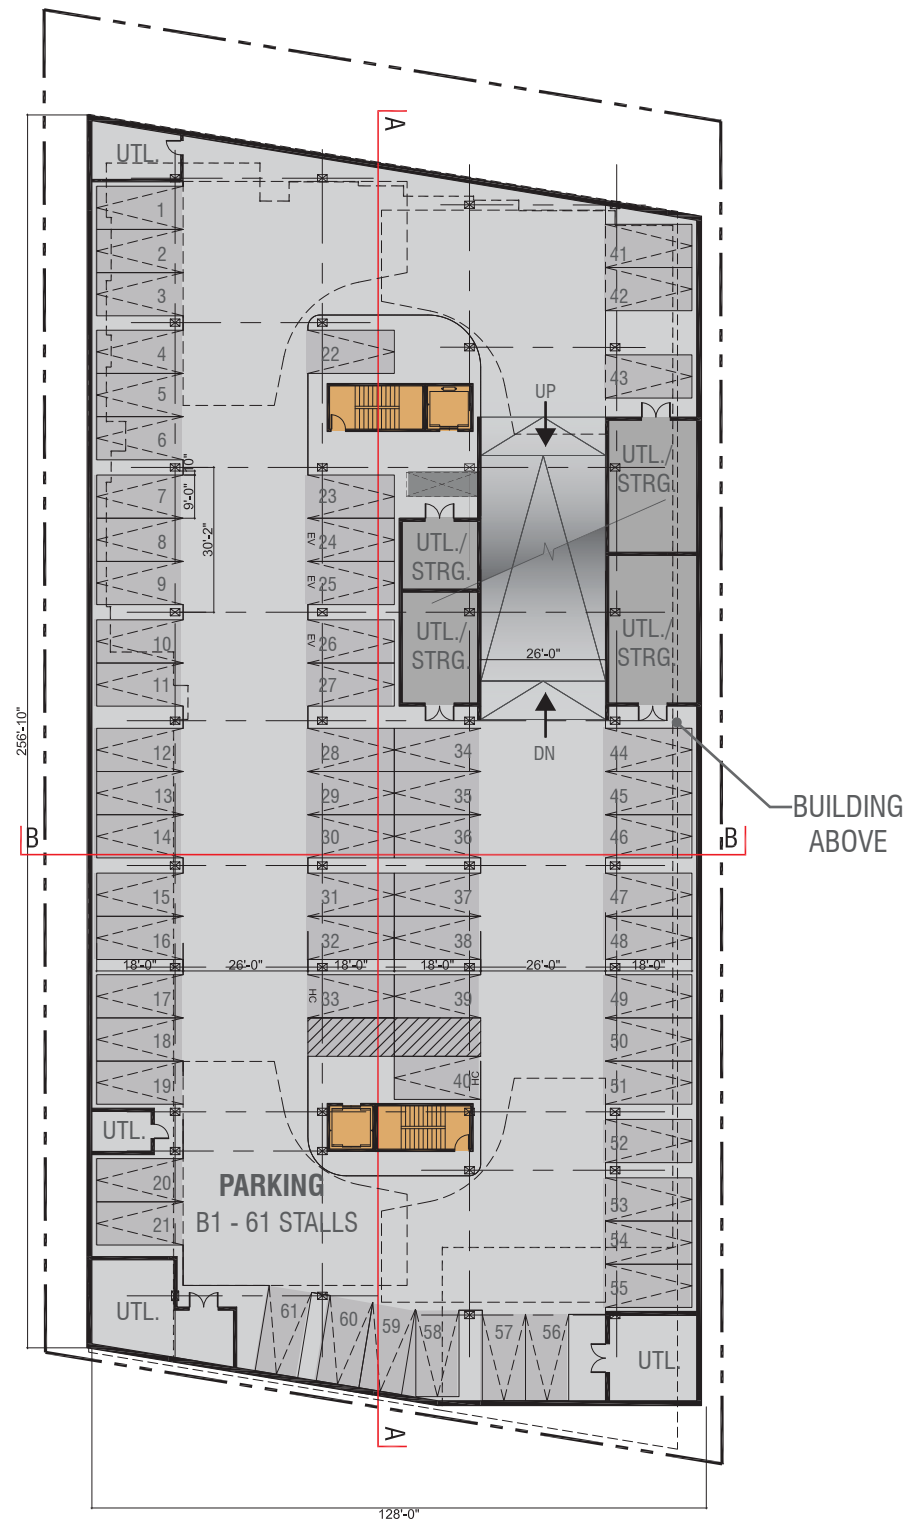 A
UTL.
1
2
3
4
5
6
7
8
9
10
11
12
13
14
15
16
17
18
19
UTL.
20
21
UTL.
22
23
EV 24
EV 25
EV 26
27
28
29
30
31
32
HC 33
34
35
36
37
38
39
40 HC
41
42
43
44
45
46
47
48
49
50
51
52
53
54
55
56
57
58
59
60
61
UP
DN
UTL./
STRG.
UTL./
STRG.
UTL./
STRG.
UTL./
STRG.
10"
9'-0"
30'-2"
26'-0"
256'-10"
BUILDING
ABOVE
B
B
18'-0" 26'-0" 18'-0" 18'-0" 26'-0" 18'-0"
PARKING
B1 - 61 STALLS
UTL.
A
128'-0"